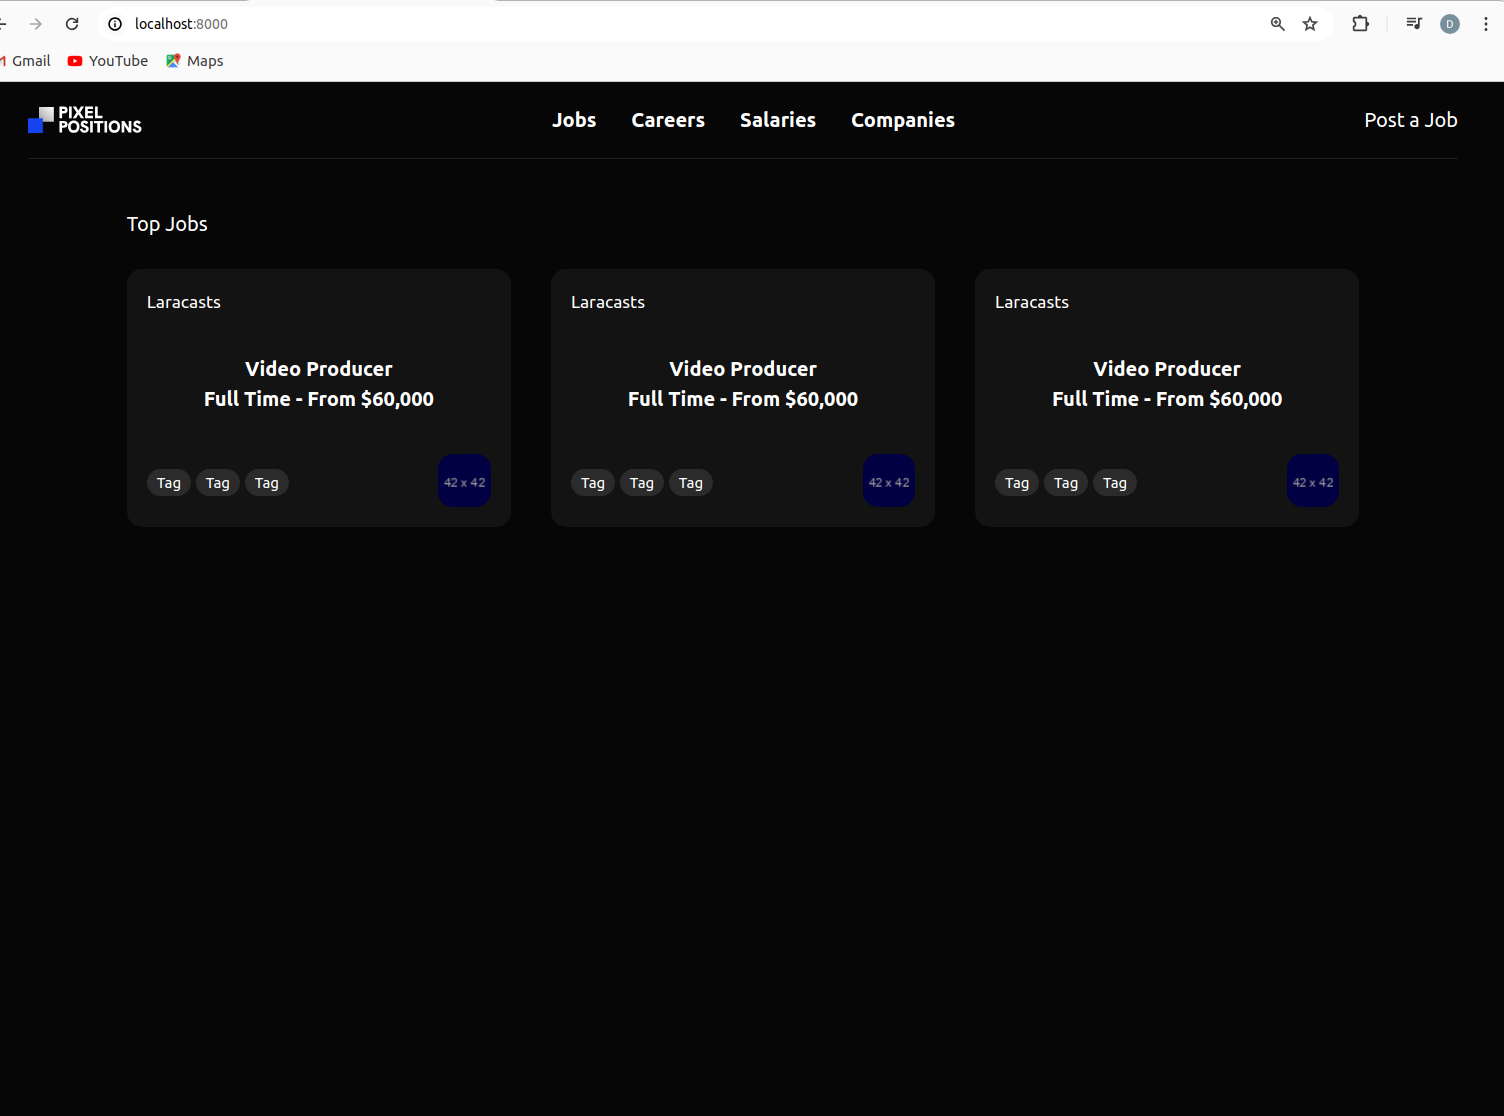 localhost:8000
D
Gmail YouTube Maps
PIXEL
POSITIONS
Jobs Careers Salaries Companies Post a Job
Top Jobs
Laracasts Laracasts Laracasts
Video Producer Video Producer Video Producer
Full Time - From $60,000 Full Time - From $60,000 Full Time - From $60,000
Tag Tag Tag 42 x 42 Tag Tag Tag 42 x 42 Tag Tag Tag 42 x 42